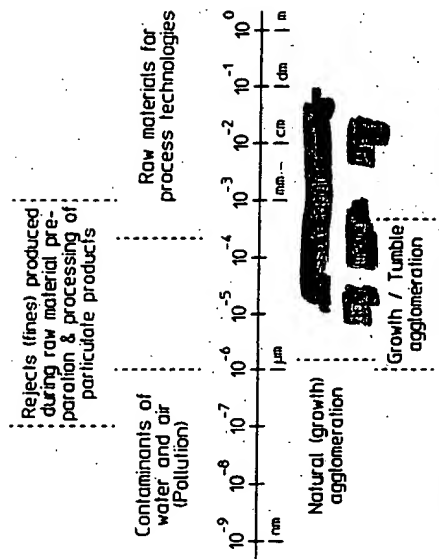 Rejects (fines) produced
during raw material pre-
paration & processing of
particulate products
Contaminants of
water and air
(Pollution)
Raw materials for
process technologies
10⁻⁹ 10⁻⁸ 10⁻⁷ 10⁻⁶ 10⁻⁵ 10⁻⁴ 10⁻³ 10⁻² 10⁻¹ 10⁰
nm μm mm cm dm m
Natural (growth)
agglomeration
Growth / Tumble
agglomeration